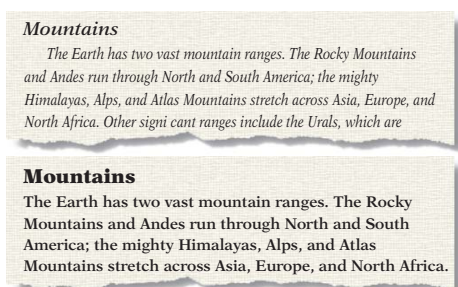 Mountains
The Earth has two vast mountain ranges. The Rocky Mountains
and Andes run through North and South America; the mighty
Himalayas, Alps, and Atlas Mountains stretch across Asia, Europe, and
North Africa. Other signi cant ranges include the Urals, which are
Mountains
The Earth has two vast mountain ranges. The Rocky
Mountains and Andes run through North and South
America; the mighty Himalayas, Alps, and Atlas
Mountains stretch across Asia, Europe, and North Africa.